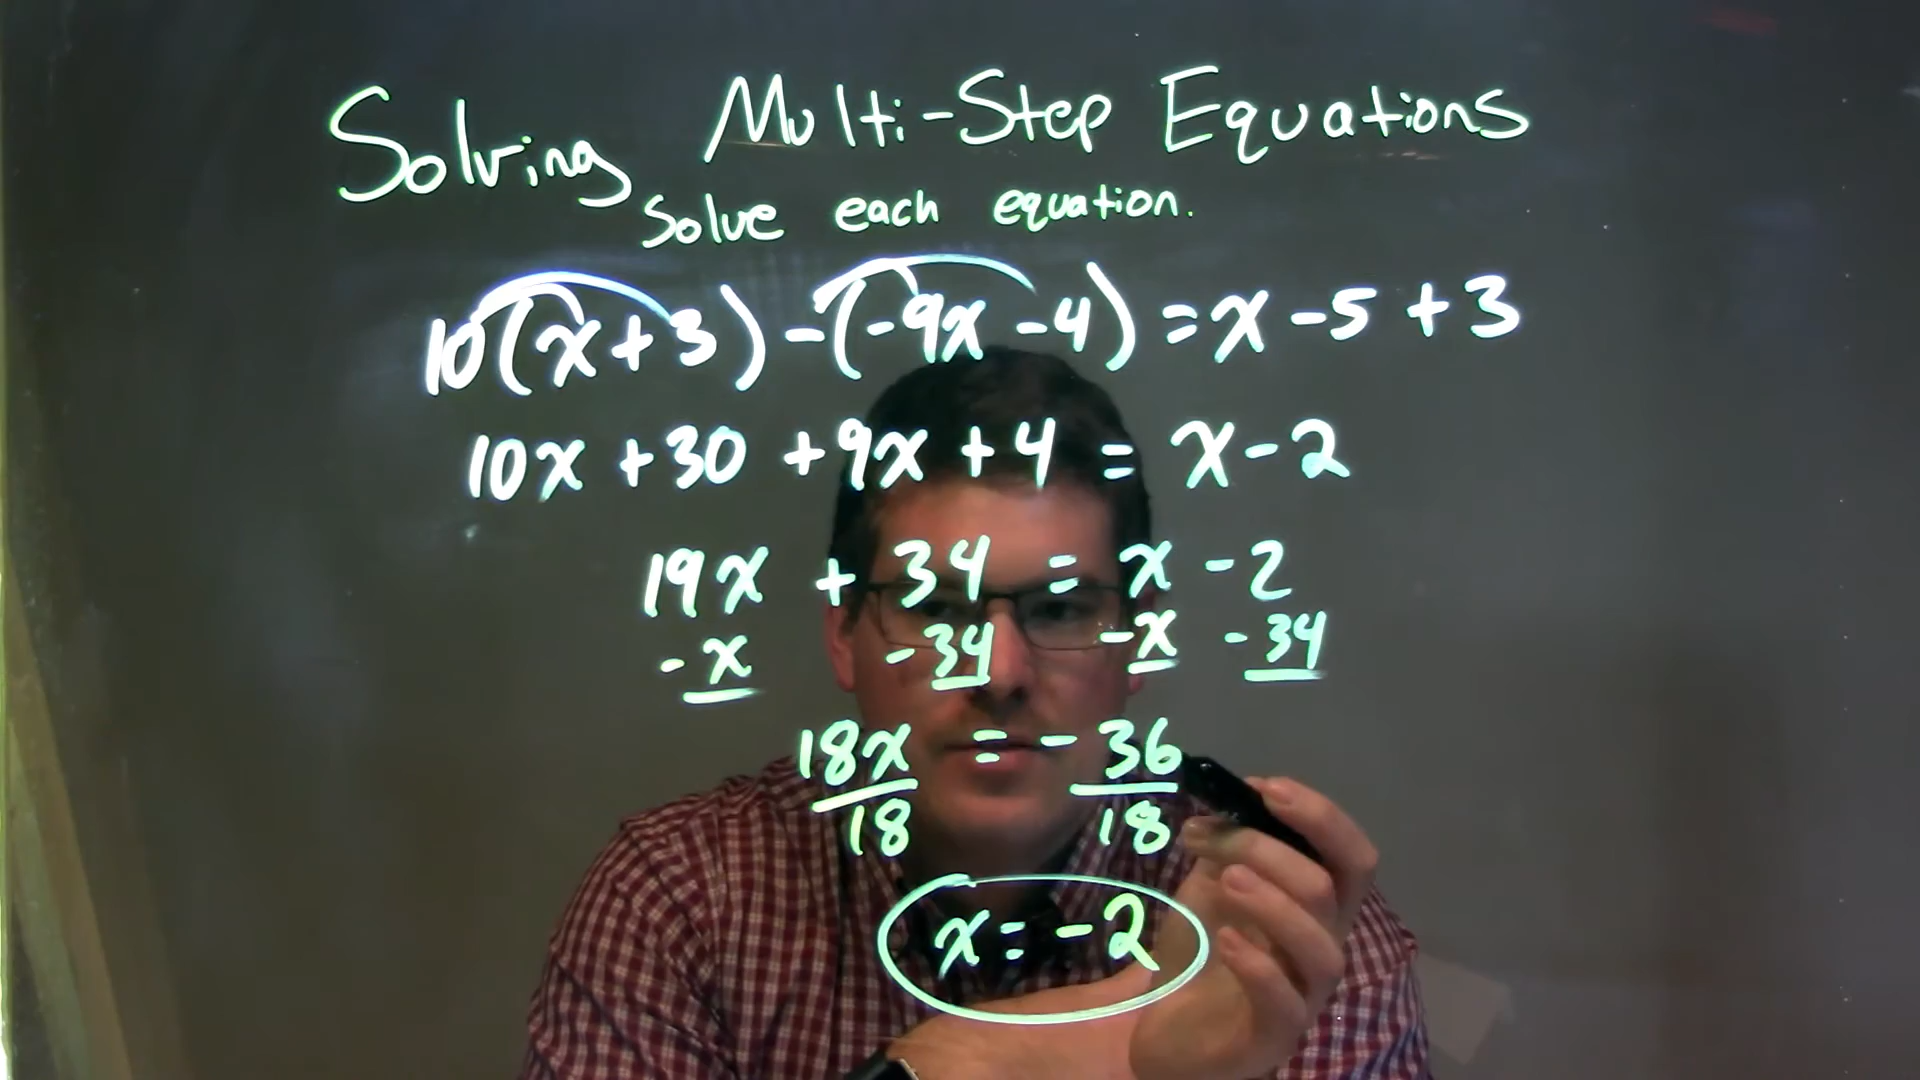 Solving Multi-Step Equations
Solve each equation.
10(x+3)-(-9x-4)=x-5+3
10x+30+9x+4=x-2
19x+34=x-2
-x -34 -x -34
18x=-36
18 18
x=-2